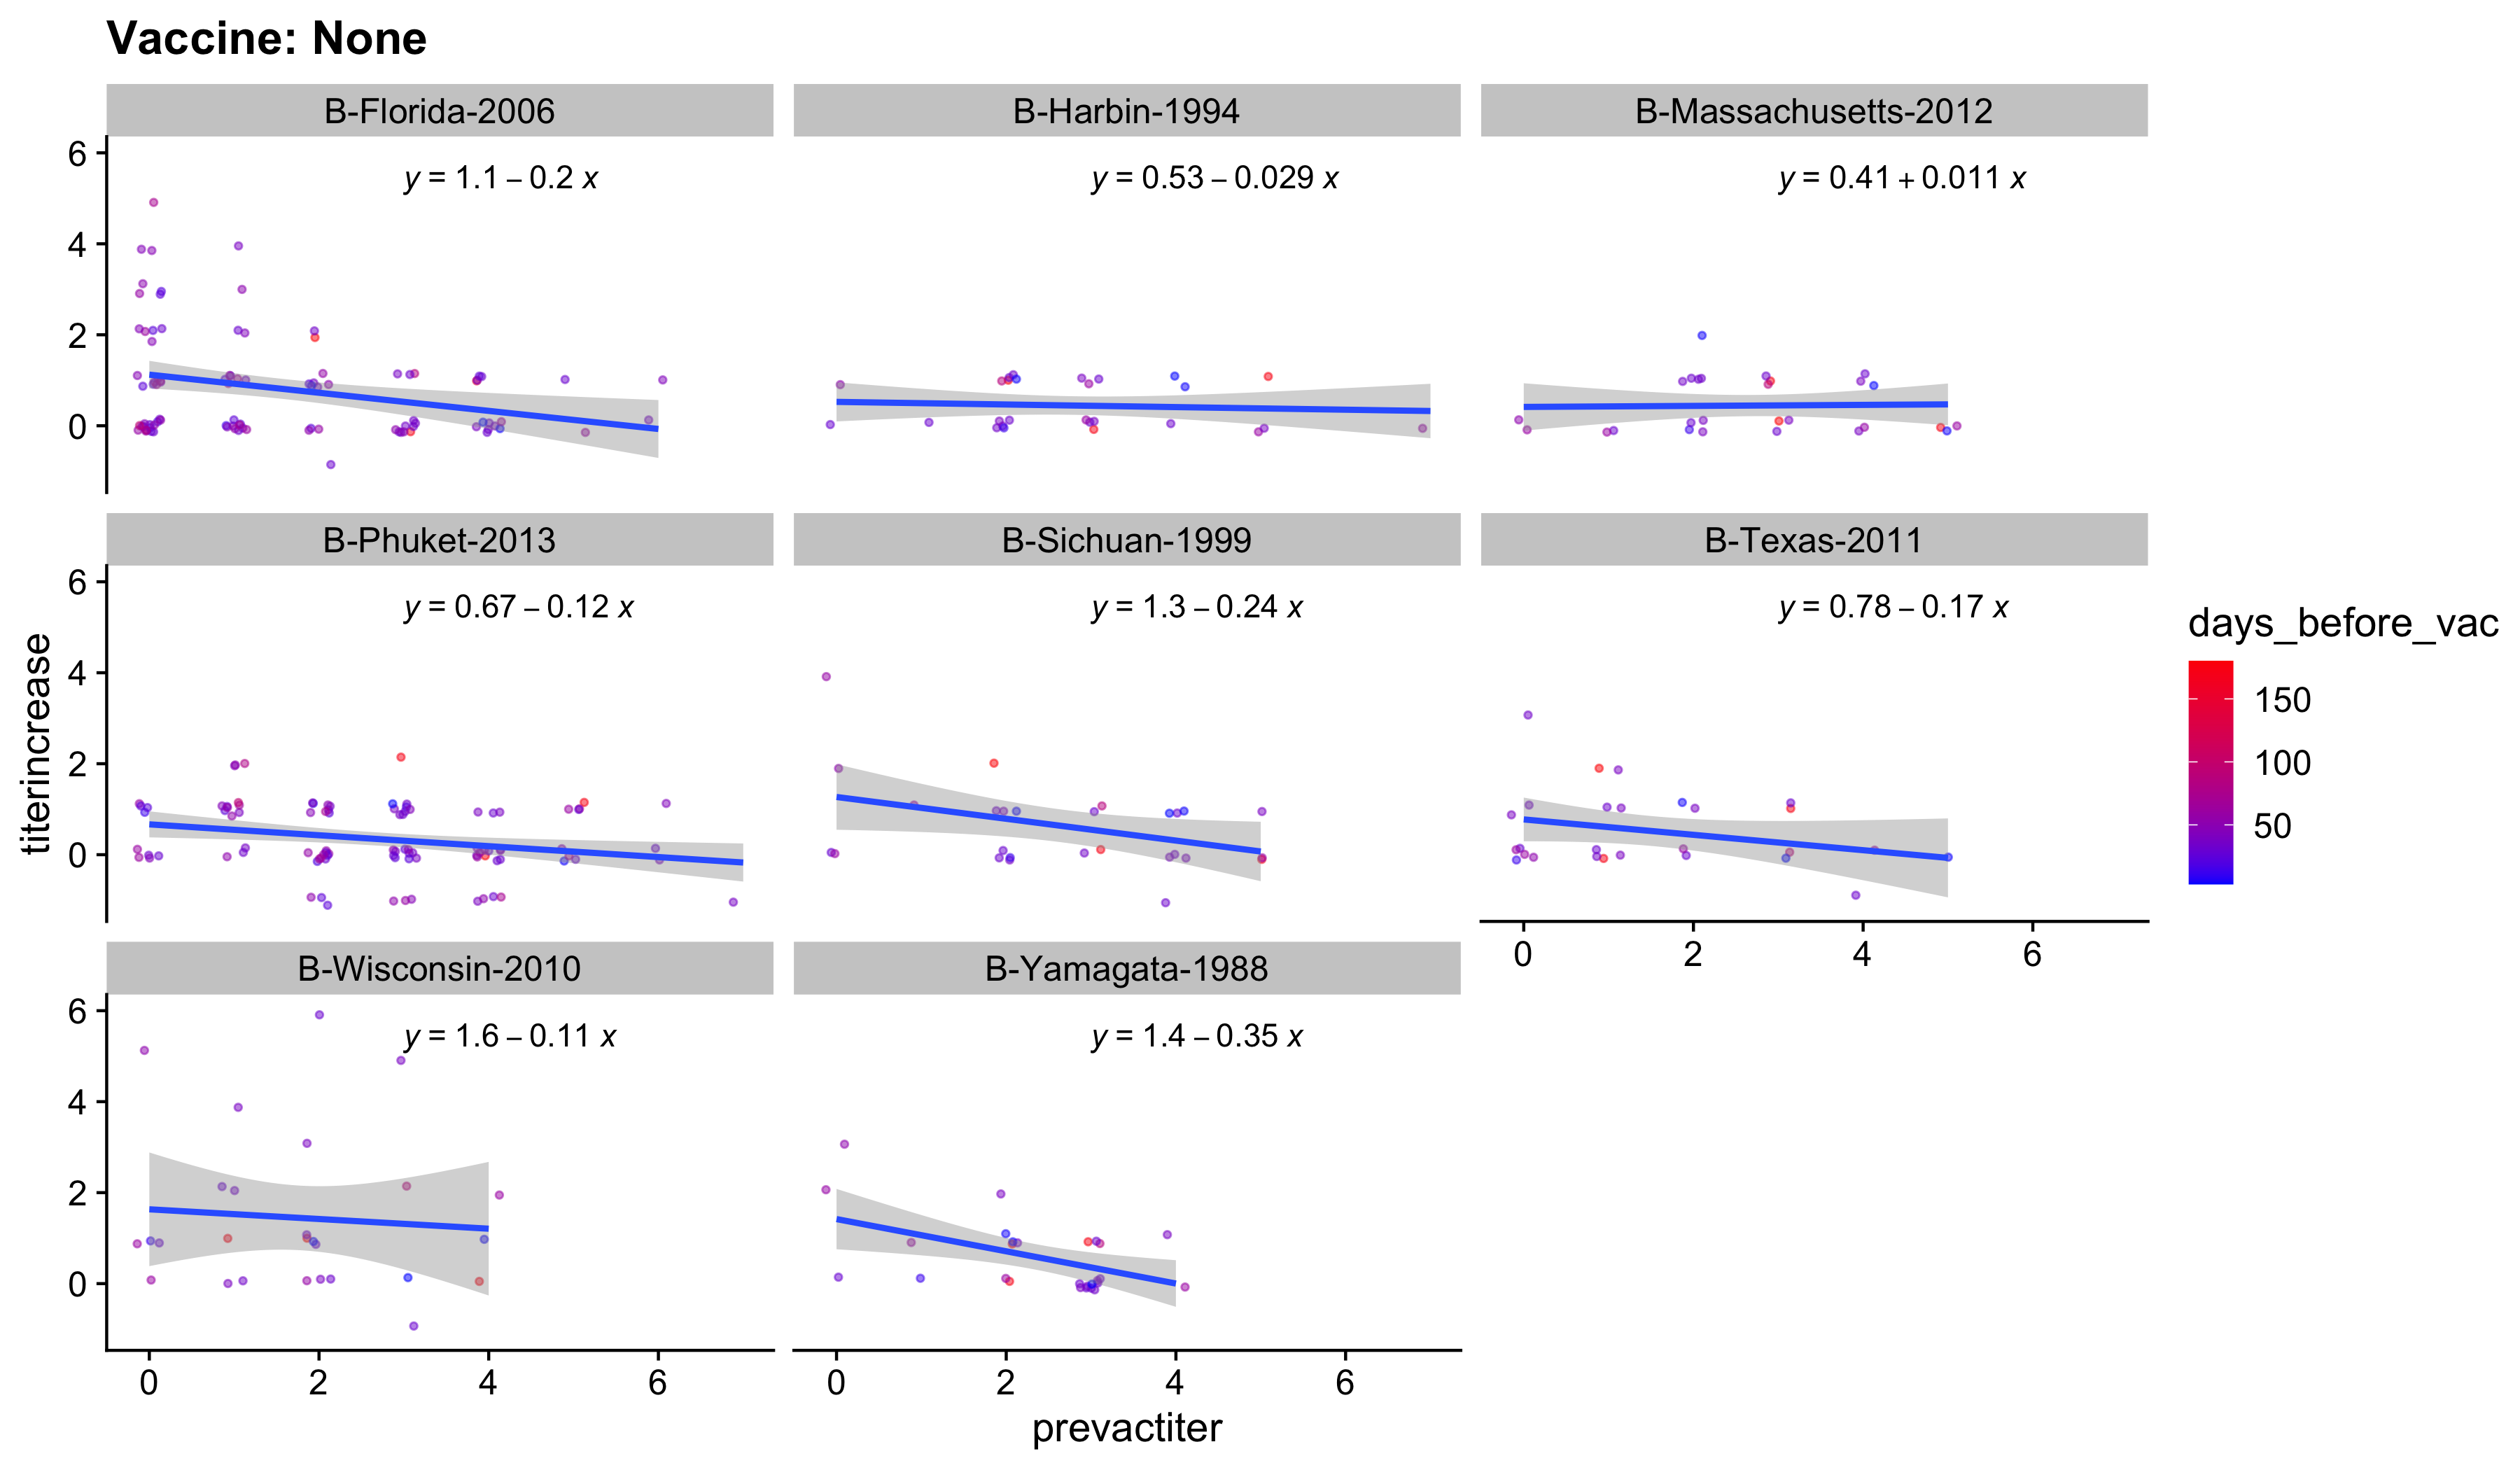 Vaccine: None
B-Florida-2006
B-Harbin-1994
B-Massachusetts-2012
6
4
2
0
y = 1.1 – 0.2 x
y = 0.53 – 0.029 x
y = 0.41 + 0.011 x
B-Phuket-2013
B-Sichuan-1999
B-Texas-2011
titerincrease
6
4
2
0
y = 0.67 – 0.12 x
y = 1.3 – 0.24 x
y = 0.78 – 0.17 x
0 2 4 6
days_before_vac
150
100
50
B-Wisconsin-2010
B-Yamagata-1988
6
4
2
0
y = 1.6 – 0.11 x
y = 1.4 – 0.35 x
0 2 4 6
0 2 4 6
prevactiter